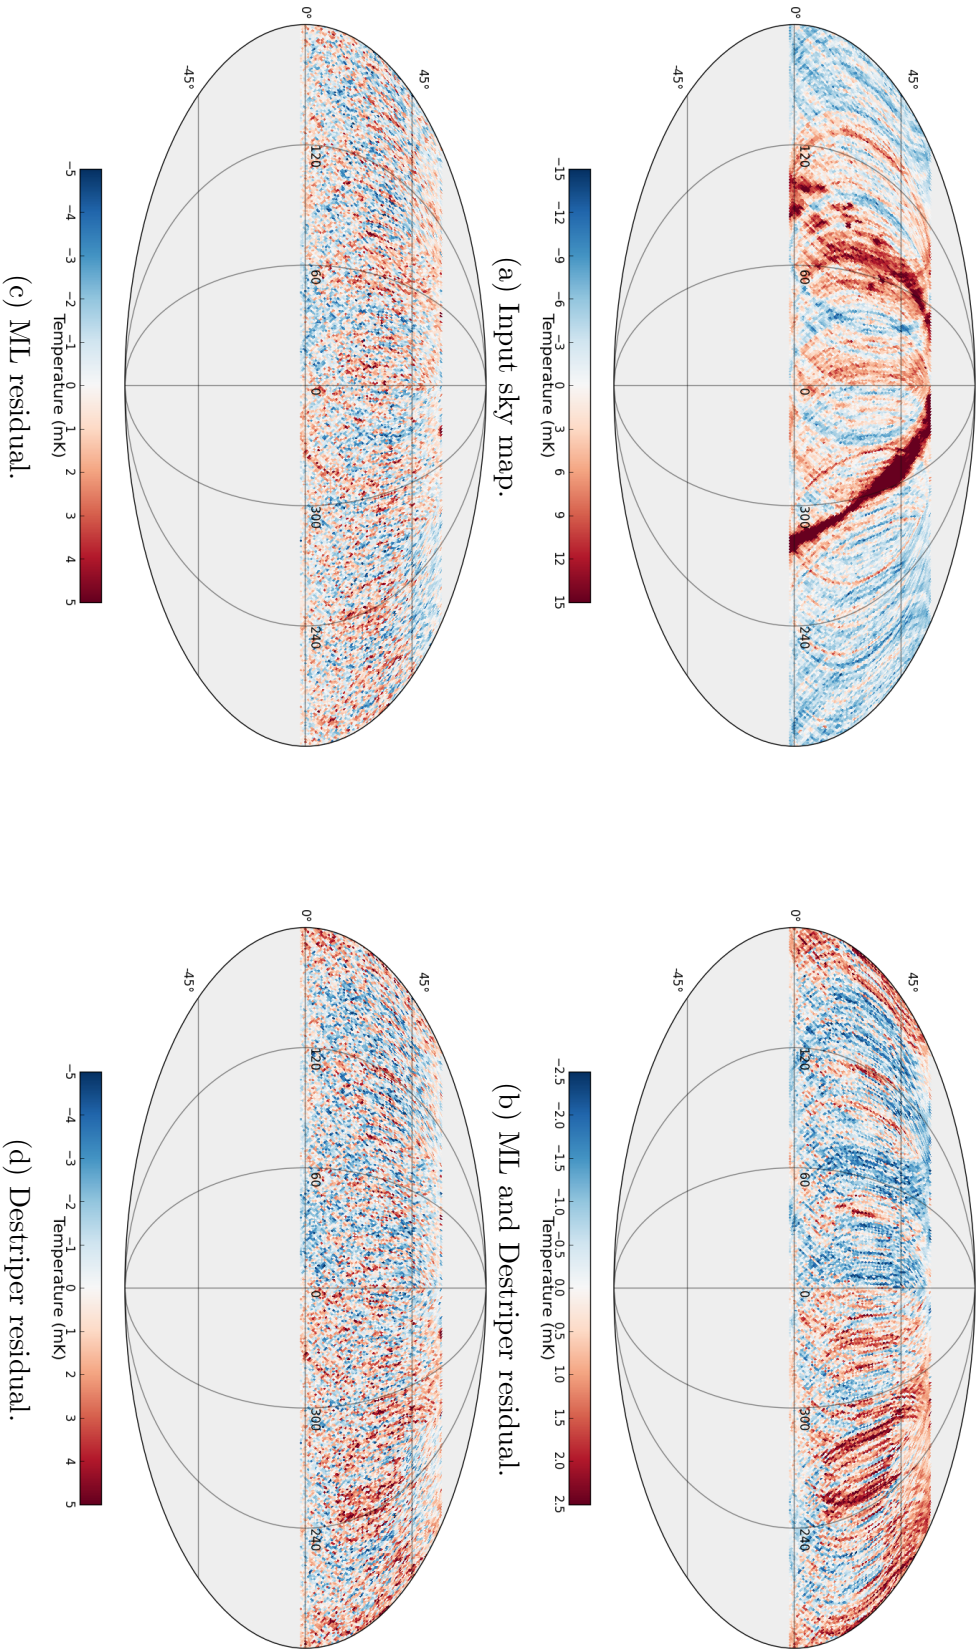 45°
0°
120 60 0 300 240
-45°
−15 −12 −9 −6 −3 0 3 6 9 12 15
Temperature (mK)
(a) Input sky map.
45°
0°
120 60 0 300 240
-45°
−2.5 −2.0 −1.5 −1.0 −0.5 0.0 0.5 1.0 1.5 2.0 2.5
Temperature (mK)
(b) ML and Destriper residual.
45°
0°
120 60 0 300 240
-45°
−5 −4 −3 −2 −1 0 1 2 3 4 5
Temperature (mK)
(c) ML residual.
45°
0°
120 60 0 300 240
-45°
−5 −4 −3 −2 −1 0 1 2 3 4 5
Temperature (mK)
(d) Destriper residual.